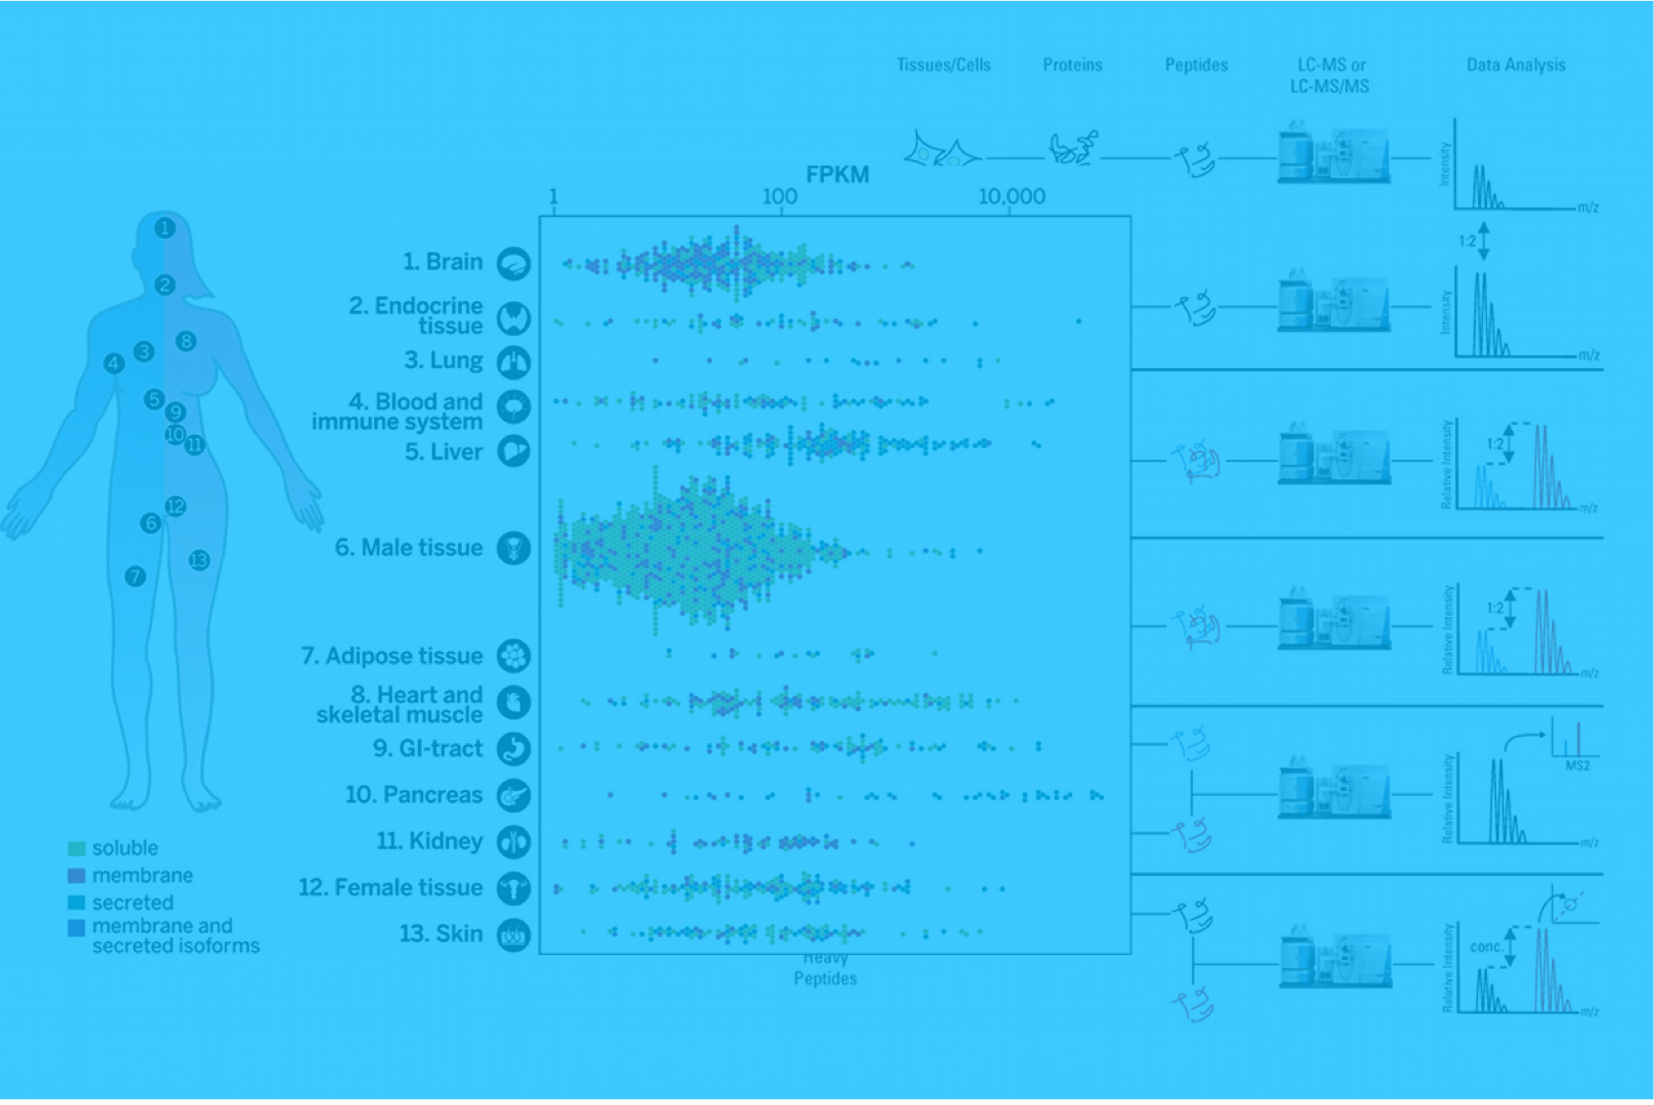 Tissues/Cells
Proteins
Peptides
LC-MS or
LC-MS/MS
Data Analysis
FPKM
1
100
10,000
1
2
3
4
5
6
7
8
9
10
11
12
13
1. Brain
2. Endocrine
tissue
3. Lung
4. Blood and
immune system
5. Liver
6. Male tissue
7. Adipose tissue
8. Heart and
skeletal muscle
9. GI-tract
10. Pancreas
11. Kidney
12. Female tissue
13. Skin
soluble
membrane
secreted
membrane and
secreted isoforms
Heavy
Peptides
Intensity
m/z
1:2
Intensity
m/z
Relative Intensity
1:2
m/z
Relative Intensity
1:2
m/z
Relative Intensity
MS2
m/z
Relative Intensity
conc.
m/z